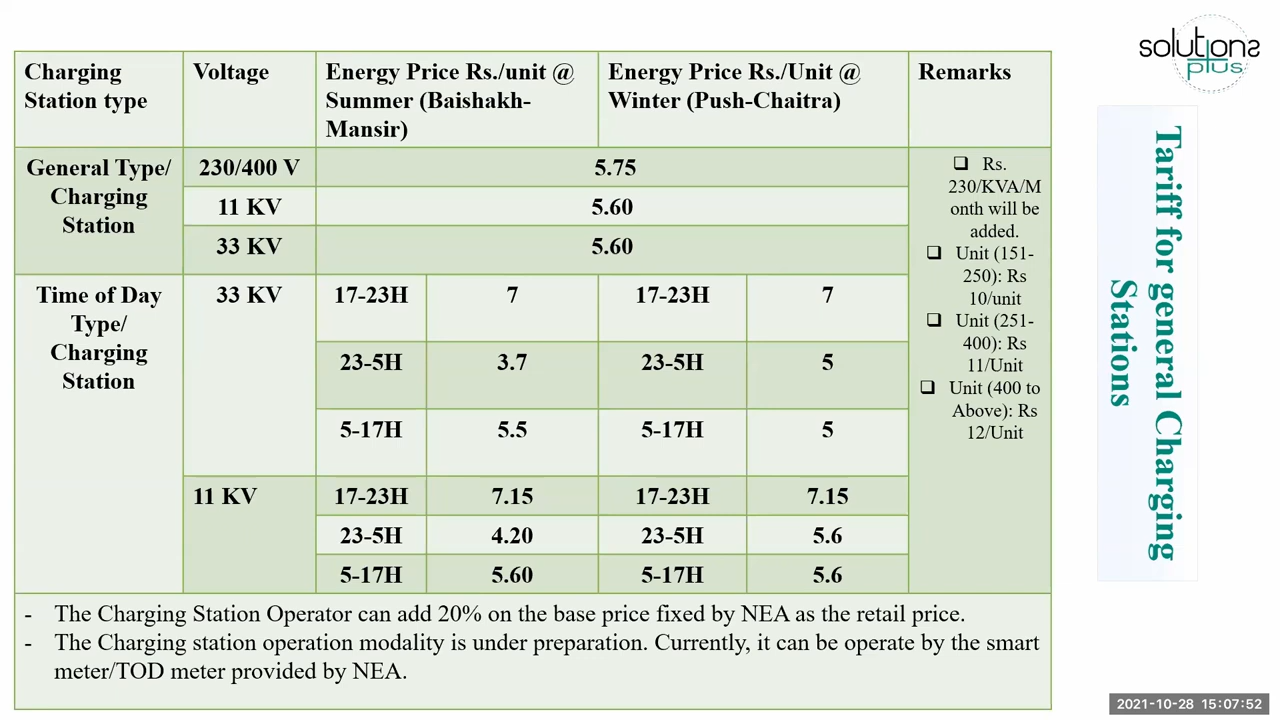 solutions
plus
Charging
Station type
Voltage
Energy Price Rs./unit @
Summer (Baishakh-
Mansir)
Energy Price Rs./Unit @
Winter (Push-Chaitra)
Remarks
General Type/
Charging
Station
230/400 V
5.75
11 KV
5.60
33 KV
5.60
❑ Rs.
230/KVA/M
onth will be
added.
❑ Unit (151-
250): Rs
10/unit
❑ Unit (251-
400): Rs
11/Unit
❑ Unit (400 to
Above): Rs
12/Unit
Time of Day
Type/
Charging
Station
33 KV
17-23H 7 17-23H 7
23-5H 3.7 23-5H 5
5-17H 5.5 5-17H 5
11 KV
17-23H 7.15 17-23H 7.15
23-5H 4.20 23-5H 5.6
5-17H 5.60 5-17H 5.6
- The Charging Station Operator can add 20% on the base price fixed by NEA as the retail price.
- The Charging station operation modality is under preparation. Currently, it can be operate by the smart
meter/TOD meter provided by NEA.
Tariff for general Charging
Stations
2021-10-28 15:07:52